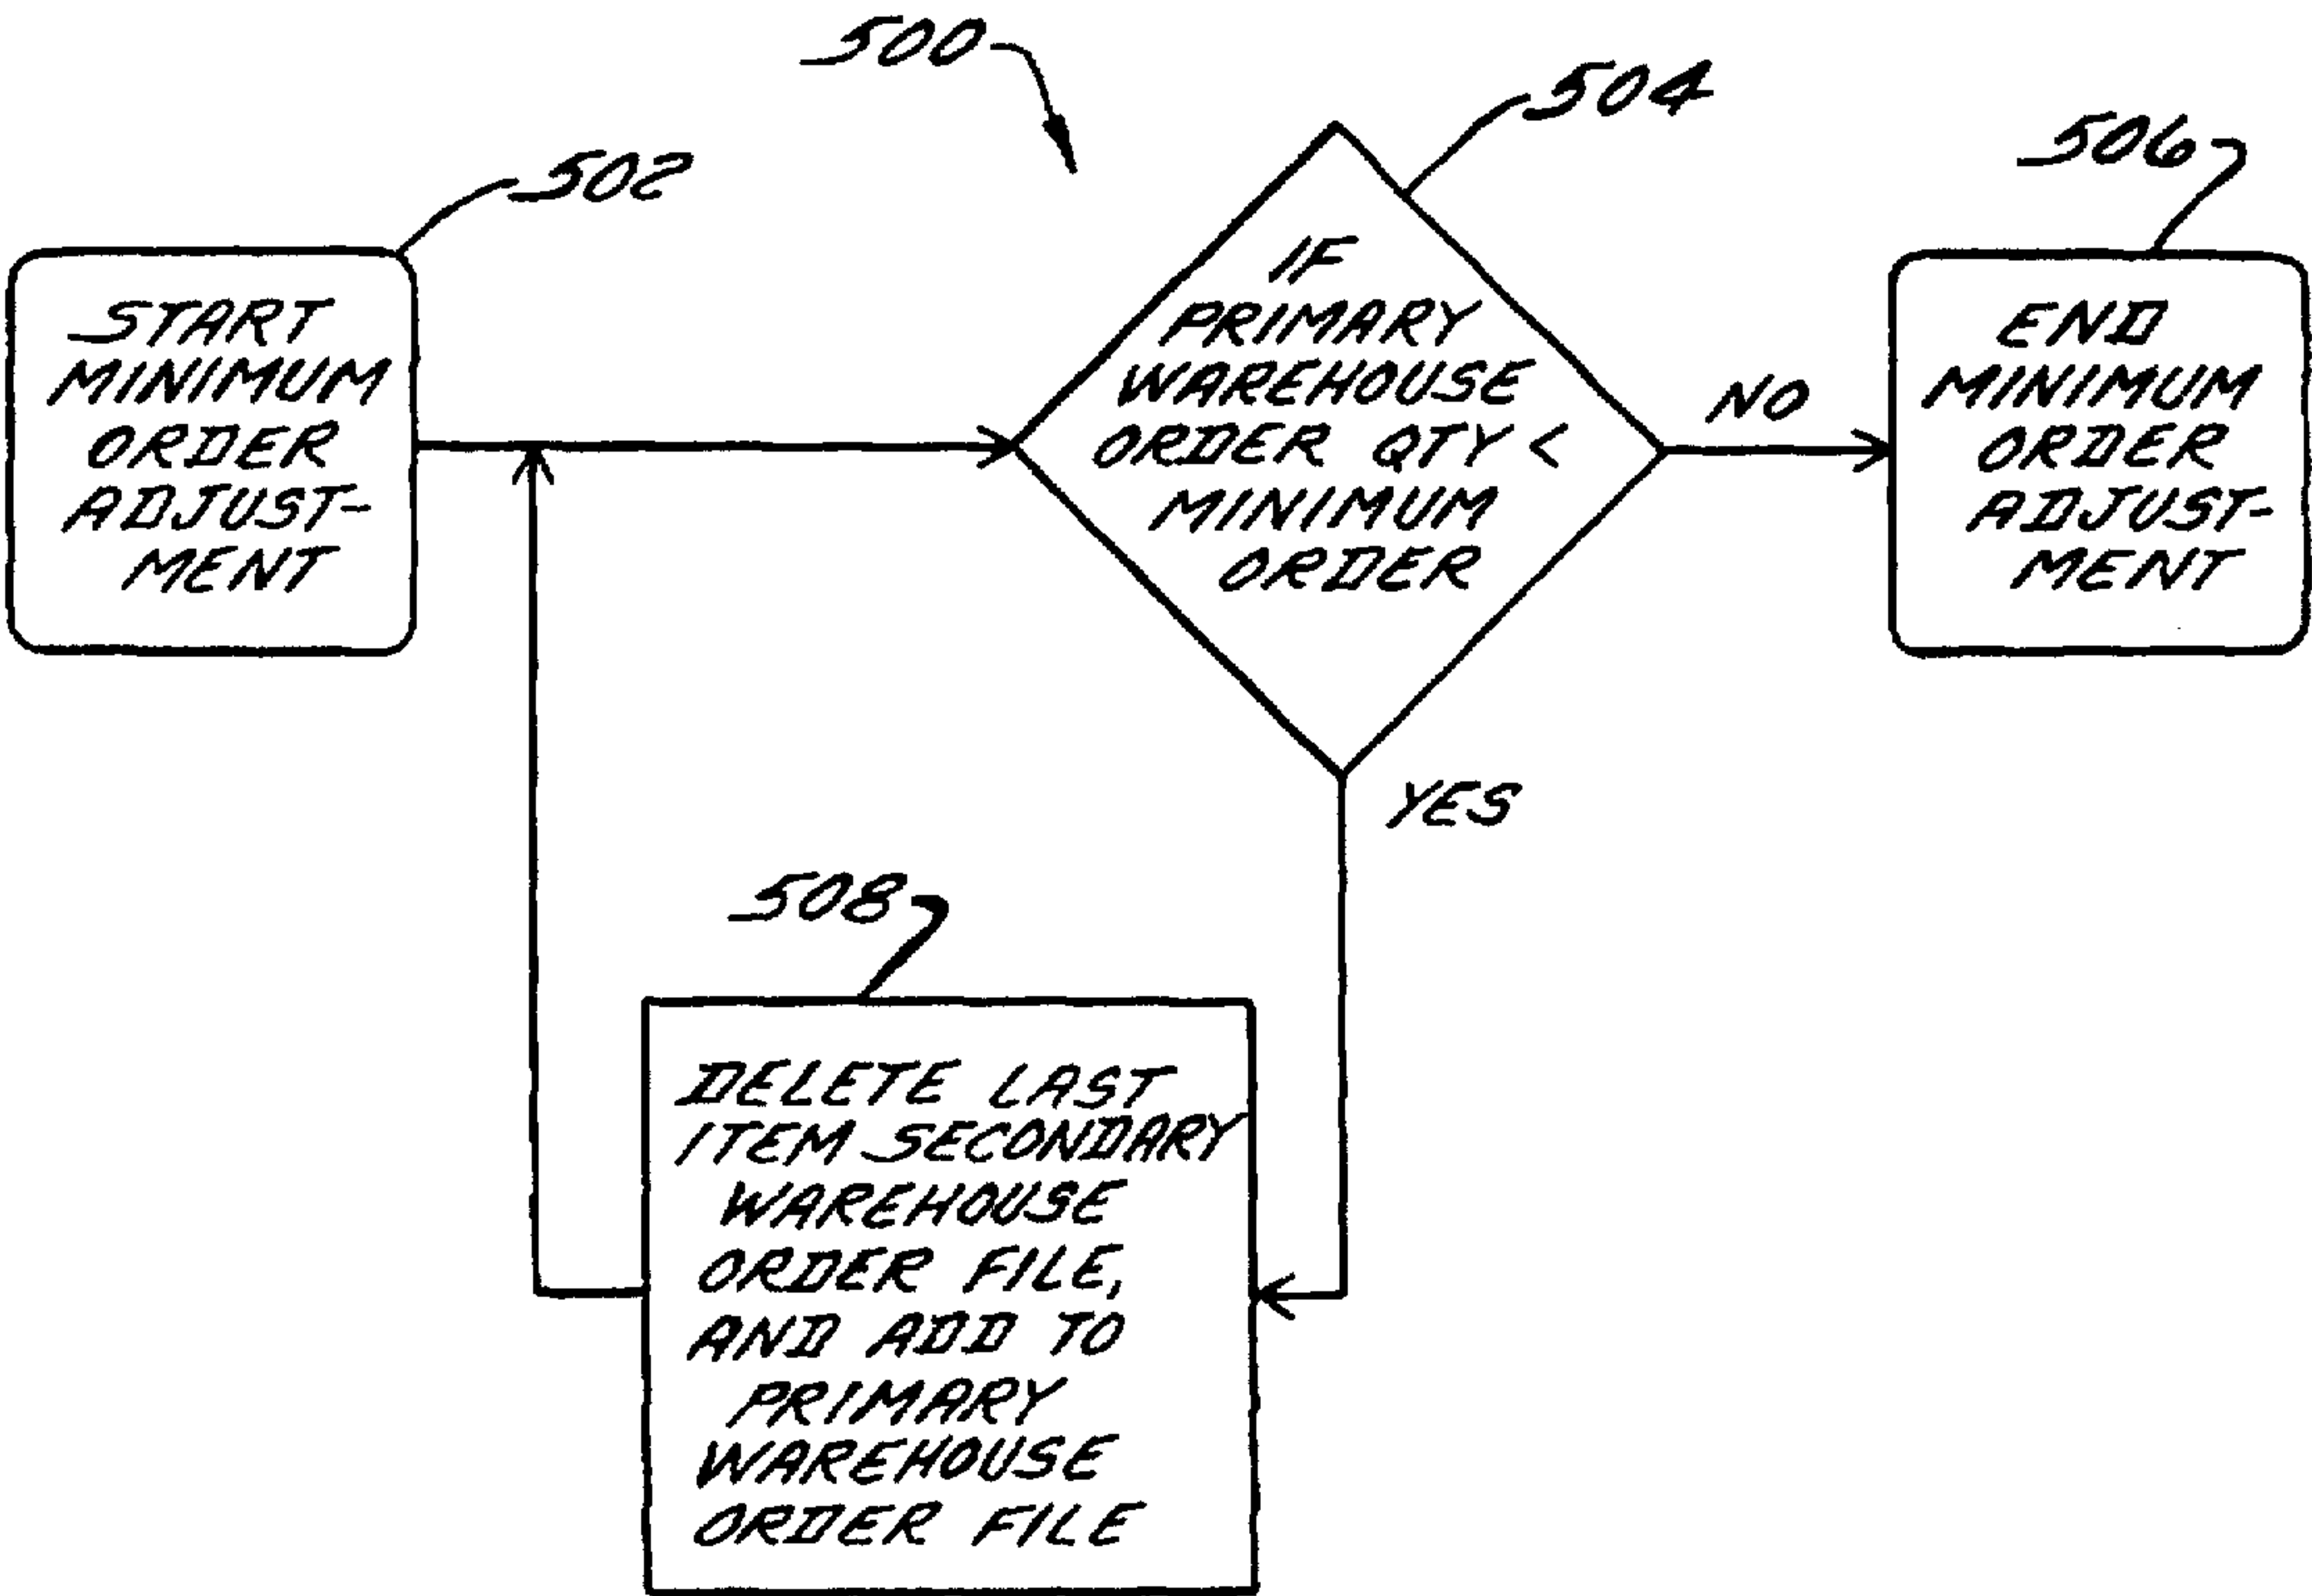 500
502
START
MINIMUM
ORDER
ADJUST-
MENT
504
IF
PRIMARY
WAREHOUSE
ORDER QTY <
MINIMUM
ORDER
NO
506
END
MINIMUM
ORDER
ADJUST-
MENT
YES
508
DELETE LAST
ITEM SECONDARY
WAREHOUSE
ORDER FILE,
AND ADD TO
PRIMARY
WAREHOUSE
ORDER FILE